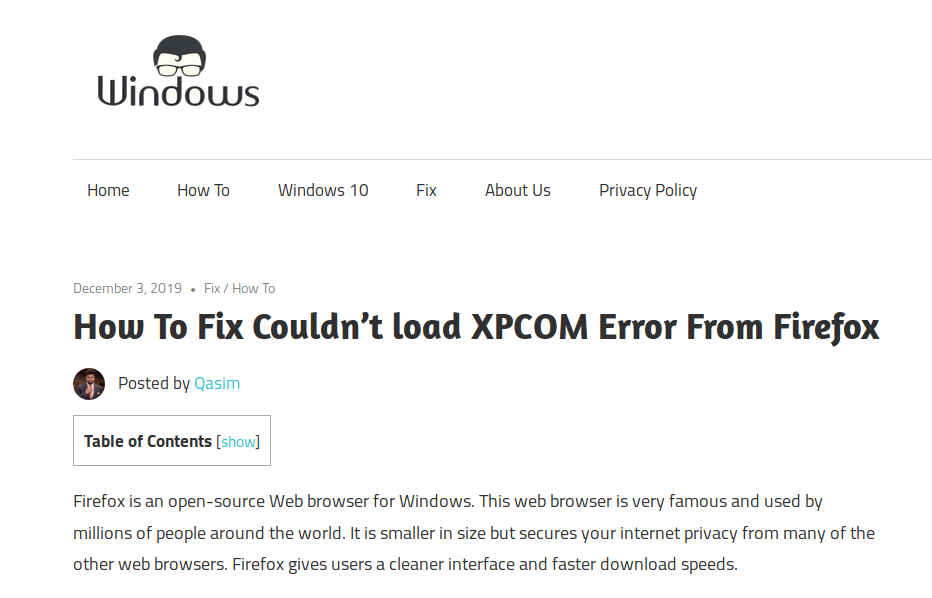 Windows
Home How To Windows 10 Fix About Us Privacy Policy
December 3, 2019 • Fix / How To
How To Fix Couldn’t load XPCOM Error From Firefox
Posted by Qasim
Table of Contents [show]
Firefox is an open-source Web browser for Windows. This web browser is very famous and used by
millions of people around the world. It is smaller in size but secures your internet privacy from many of the
other web browsers. Firefox gives users a cleaner interface and faster download speeds.